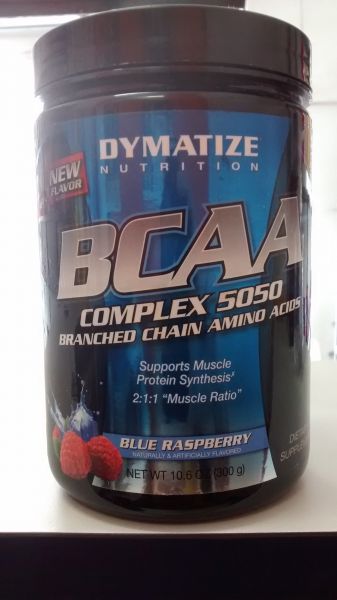 DYMATIZE
NUTRITION
NEW
FLAVOR
BCAA
COMPLEX 5050
BRANCHED CHAIN AMINO ACIDS
Supports Muscle
Protein Synthesis
2:1:1 "Muscle Ratio"
BLUE RASPBERRY
NATURALLY & ARTIFICIALLY FLAVORED
NET WT 10.6 OZ (300 g)